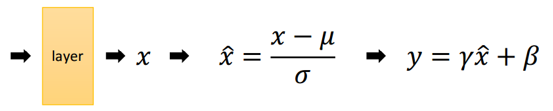 ➡ layer ➡ x ➡ x̂ = (x − μ) / σ ➡ y = γx̂ + β